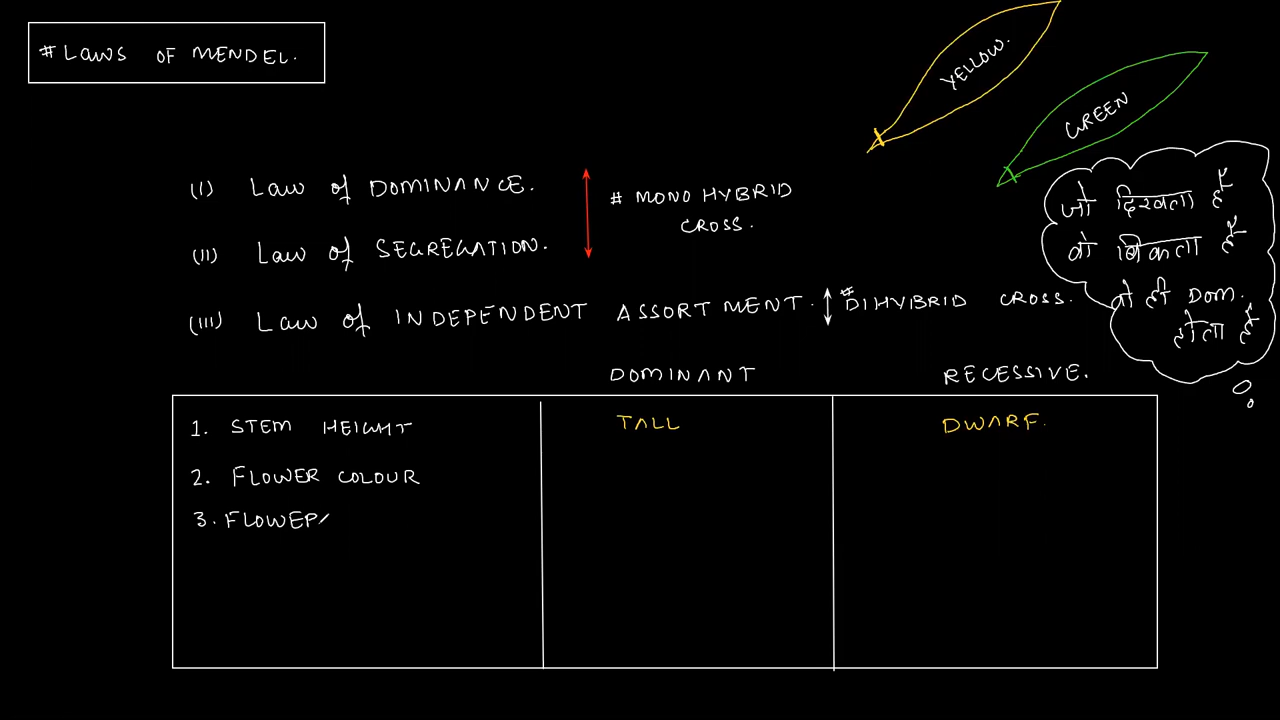 # LAWS OF MENDEL.
YELLOW.
GREEN
(I) LAW of DOMINANCE.
# MONO HYBRID
CROSS.
(II) LAW of SEGREGATION.
(III) LAW of INDEPENDENT ASSORTMENT.
# DIHYBRID CROSS.
जो दिखता है
वो बिकता है
वो ही DOM.
होता है
DOMINANT RECESSIVE.
1. STEM HEIGHT TALL DWARF.
2. FLOWER COLOUR
3. FLOWER